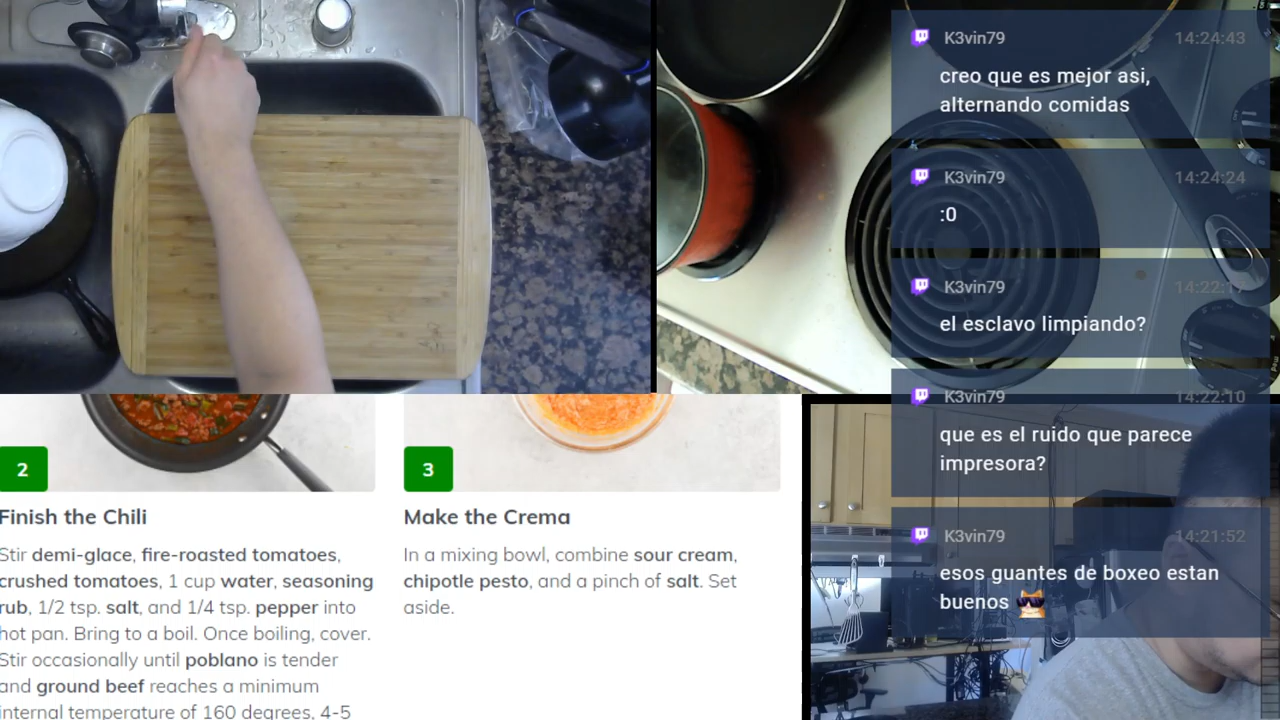 K3vin79 14:24:43
creo que es mejor asi,
alternando comidas
K3vin79 14:24:24
:0
K3vin79 14:22:17
el esclavo limpiando?
K3vin79 14:22:10
que es el ruido que parece
impresora?
K3vin79 14:21:52
esos guantes de boxeo estan
buenos
2
Finish the Chili
Stir demi-glace, fire-roasted tomatoes,
crushed tomatoes, 1 cup water, seasoning
rub, 1/2 tsp. salt, and 1/4 tsp. pepper into
hot pan. Bring to a boil. Once boiling, cover.
Stir occasionally until poblano is tender
and ground beef reaches a minimum
internal temperature of 160 degrees, 4-5
3
Make the Crema
In a mixing bowl, combine sour cream,
chipotle pesto, and a pinch of salt. Set
aside.